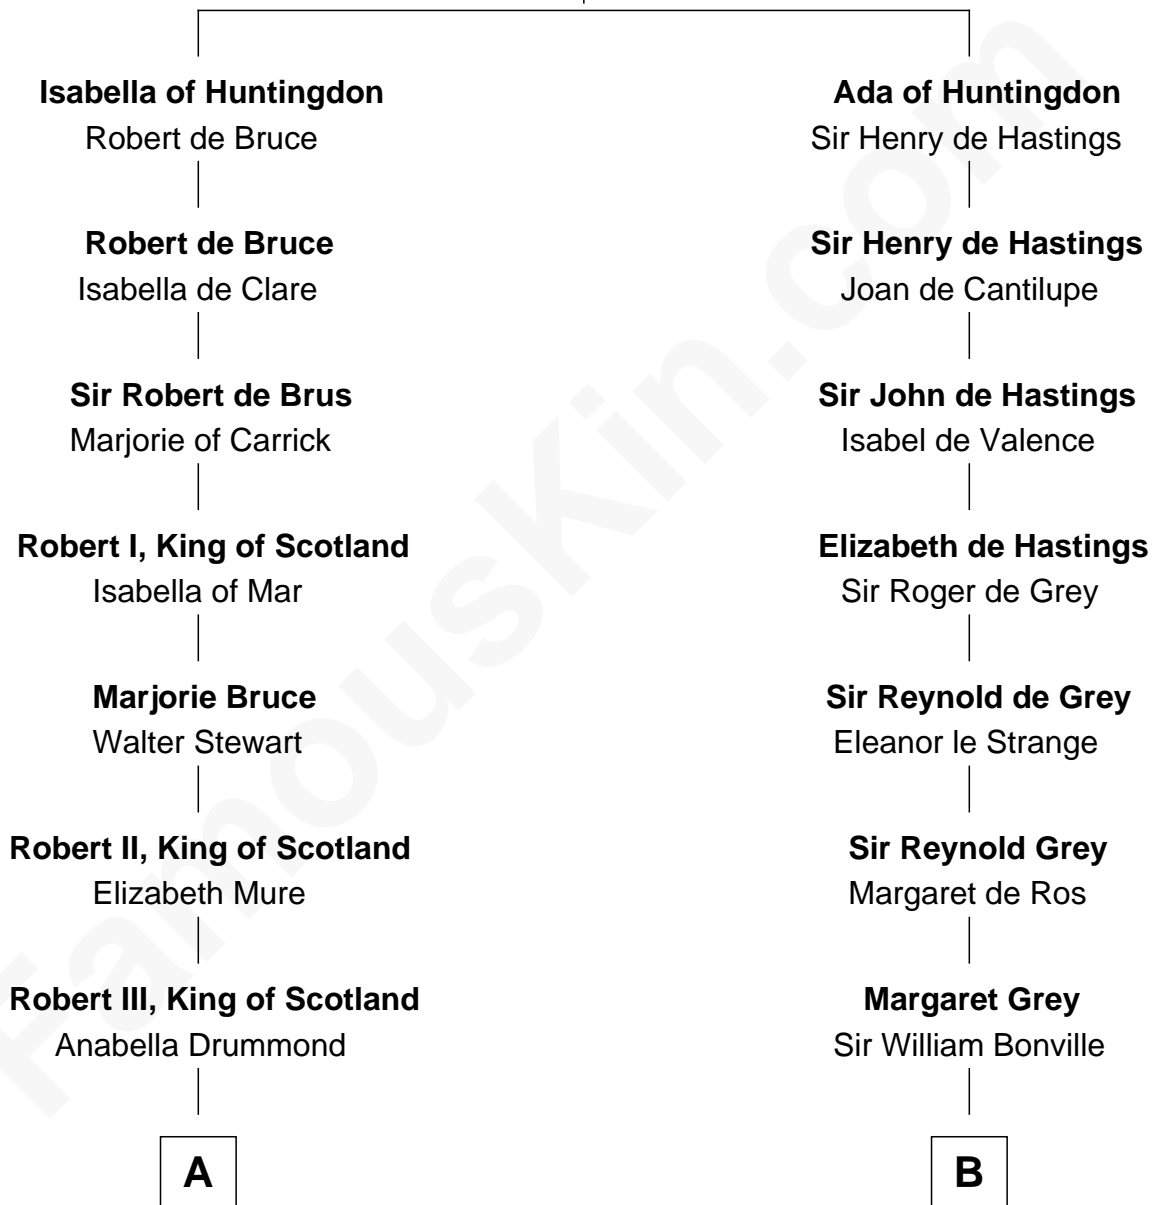 Isabella of Huntingdon
Robert de Bruce
Robert de Bruce
Isabella de Clare
Sir Robert de Brus
Marjorie of Carrick
Robert I, King of Scotland
Isabella of Mar
Marjorie Bruce
Walter Stewart
Robert II, King of Scotland
Elizabeth Mure
Robert III, King of Scotland
Anabella Drummond
A
Ada of Huntingdon
Sir Henry de Hastings
Sir Henry de Hastings
Joan de Cantilupe
Sir John de Hastings
Isabel de Valence
Elizabeth de Hastings
Sir Roger de Grey
Sir Reynold de Grey
Eleanor le Strange
Sir Reynold Grey
Margaret de Ros
Margaret Grey
Sir William Bonville
B
FamousKin.com